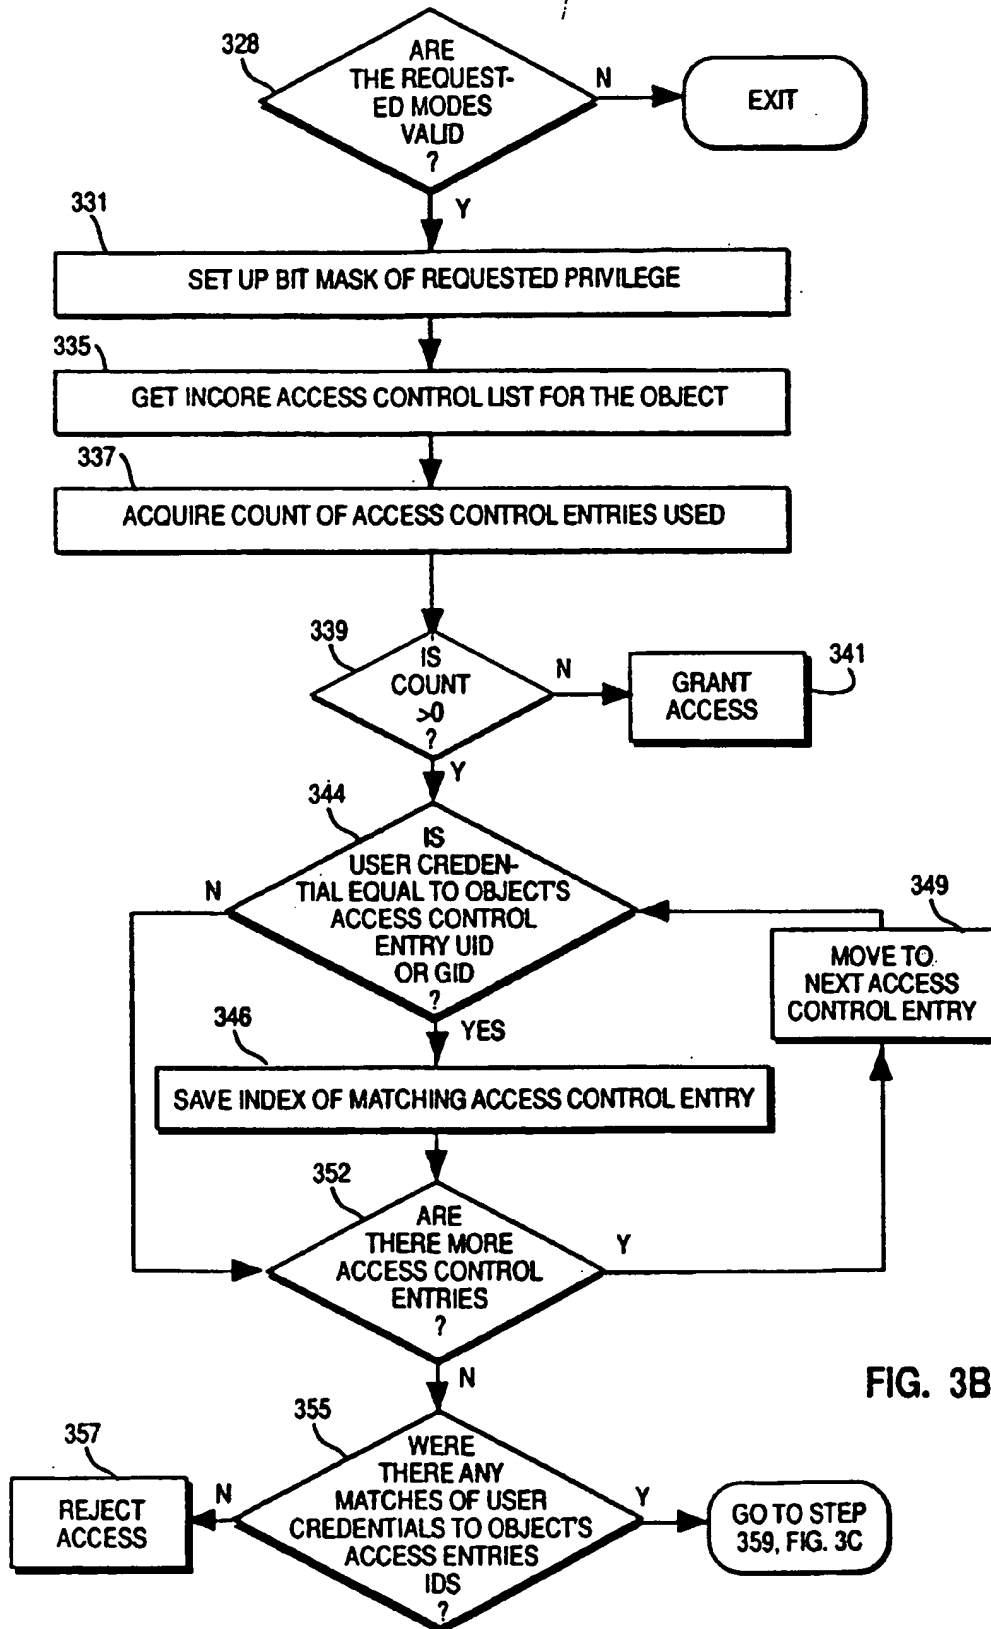 328
ARE
THE REQUEST-
ED MODES
VALID
?
N
EXIT
Y
331
SET UP BIT MASK OF REQUESTED PRIVILEGE
335
GET INCORE ACCESS CONTROL LIST FOR THE OBJECT
337
ACQUIRE COUNT OF ACCESS CONTROL ENTRIES USED
339
IS
COUNT
>0
?
N
GRANT
ACCESS
341
Y
344
IS
USER CREDEN-
TIAL EQUAL TO OBJECT'S
ACCESS CONTROL
ENTRY UID
OR GID
?
N
349
MOVE TO
NEXT ACCESS
CONTROL ENTRY
YES
346
SAVE INDEX OF MATCHING ACCESS CONTROL ENTRY
352
ARE
THERE MORE
ACCESS CONTROL
ENTRIES
?
Y
N
FIG. 3B
355
WERE
THERE ANY
MATCHES OF USER
CREDENTIALS TO OBJECT'S
ACCESS ENTRIES
IDS
?
357
N
REJECT
ACCESS
Y
GO TO STEP
359, FIG. 3C